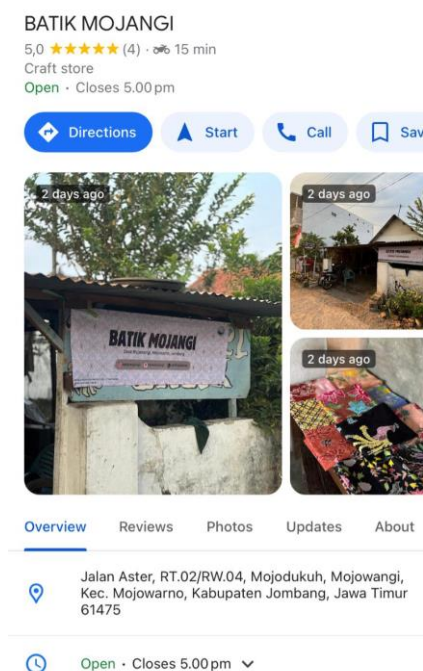 BATIK MOJANGI
5,0 ★★★★★ (4) · 15 min
Craft store
Open · Closes 5.00 pm
Directions
Start
Call
Sav
2 days ago
2 days ago
BATIK MOJANGI
2 days ago
Overview
Reviews
Photos
Updates
About
Jalan Aster, RT.02/RW.04, Mojodukuh, Mojowangi,
Kec. Mojowarno, Kabupaten Jombang, Jawa Timur
61475
Open · Closes 5.00 pm